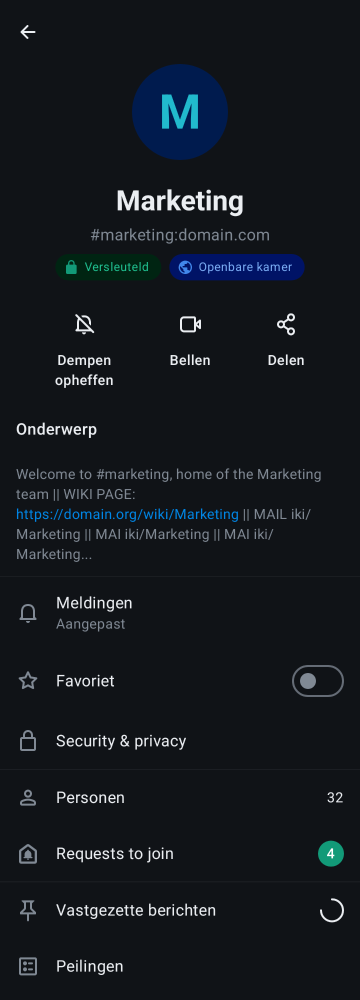 M
Marketing
#marketing:domain.com
Versleuteld
Openbare kamer
Dempen
opheffen
Bellen
Delen
Onderwerp
Welcome to #marketing, home of the Marketing
team || WIKI PAGE:
https://domain.org/wiki/Marketing || MAIL iki/
Marketing || MAI iki/Marketing || MAI iki/
Marketing...
Meldingen
Aangepast
Favoriet
Security & privacy
Personen
32
Requests to join
4
Vastgezette berichten
Peilingen